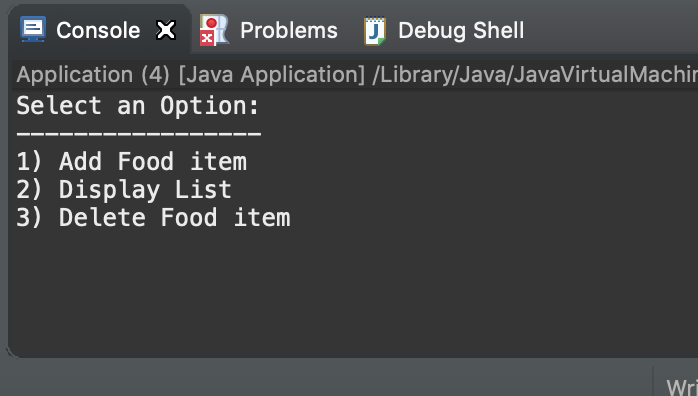 Console Problems Debug Shell
Application (4) [Java Application] /Library/Java/JavaVirtualMachin
Select an Option:
-----------------
1) Add Food item
2) Display List
3) Delete Food item
Wri